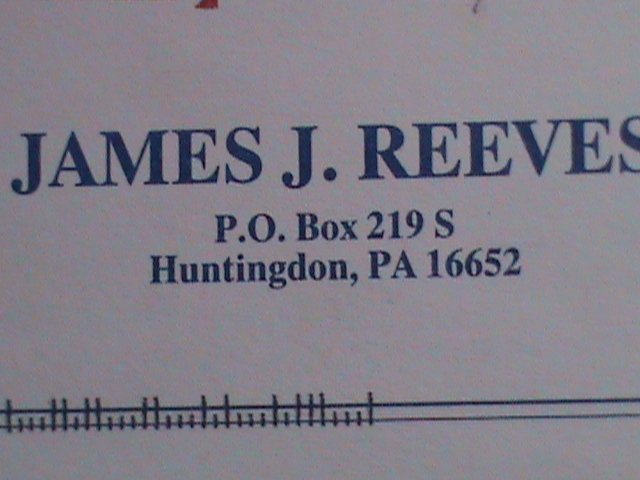 JAMES J. REEVES
P.O. Box 219 S
Huntingdon, PA 16652